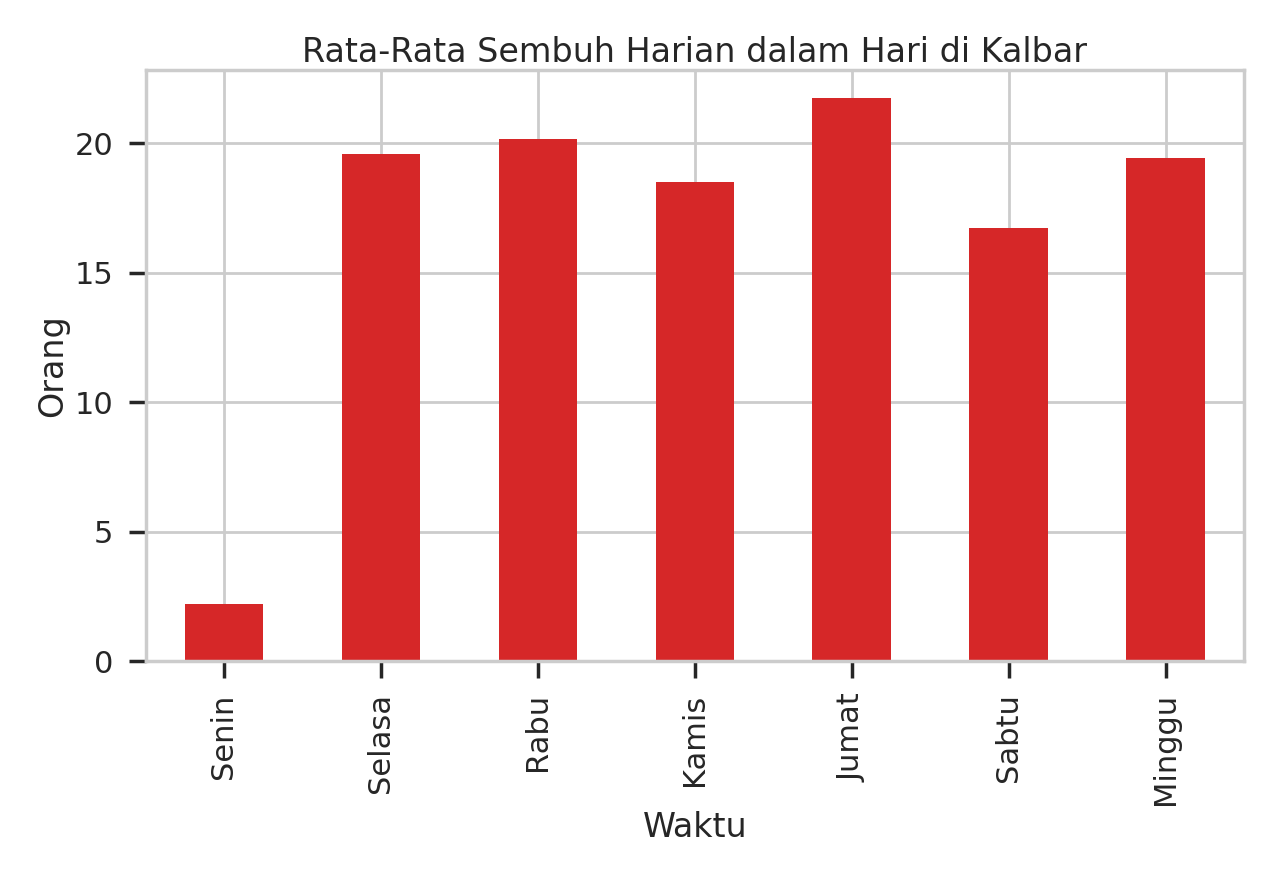 Rata-Rata Sembuh Harian dalam Hari di Kalbar
20
15
10
5
0
Orang
Senin
Selasa
Rabu
Kamis
Jumat
Sabtu
Minggu
Waktu